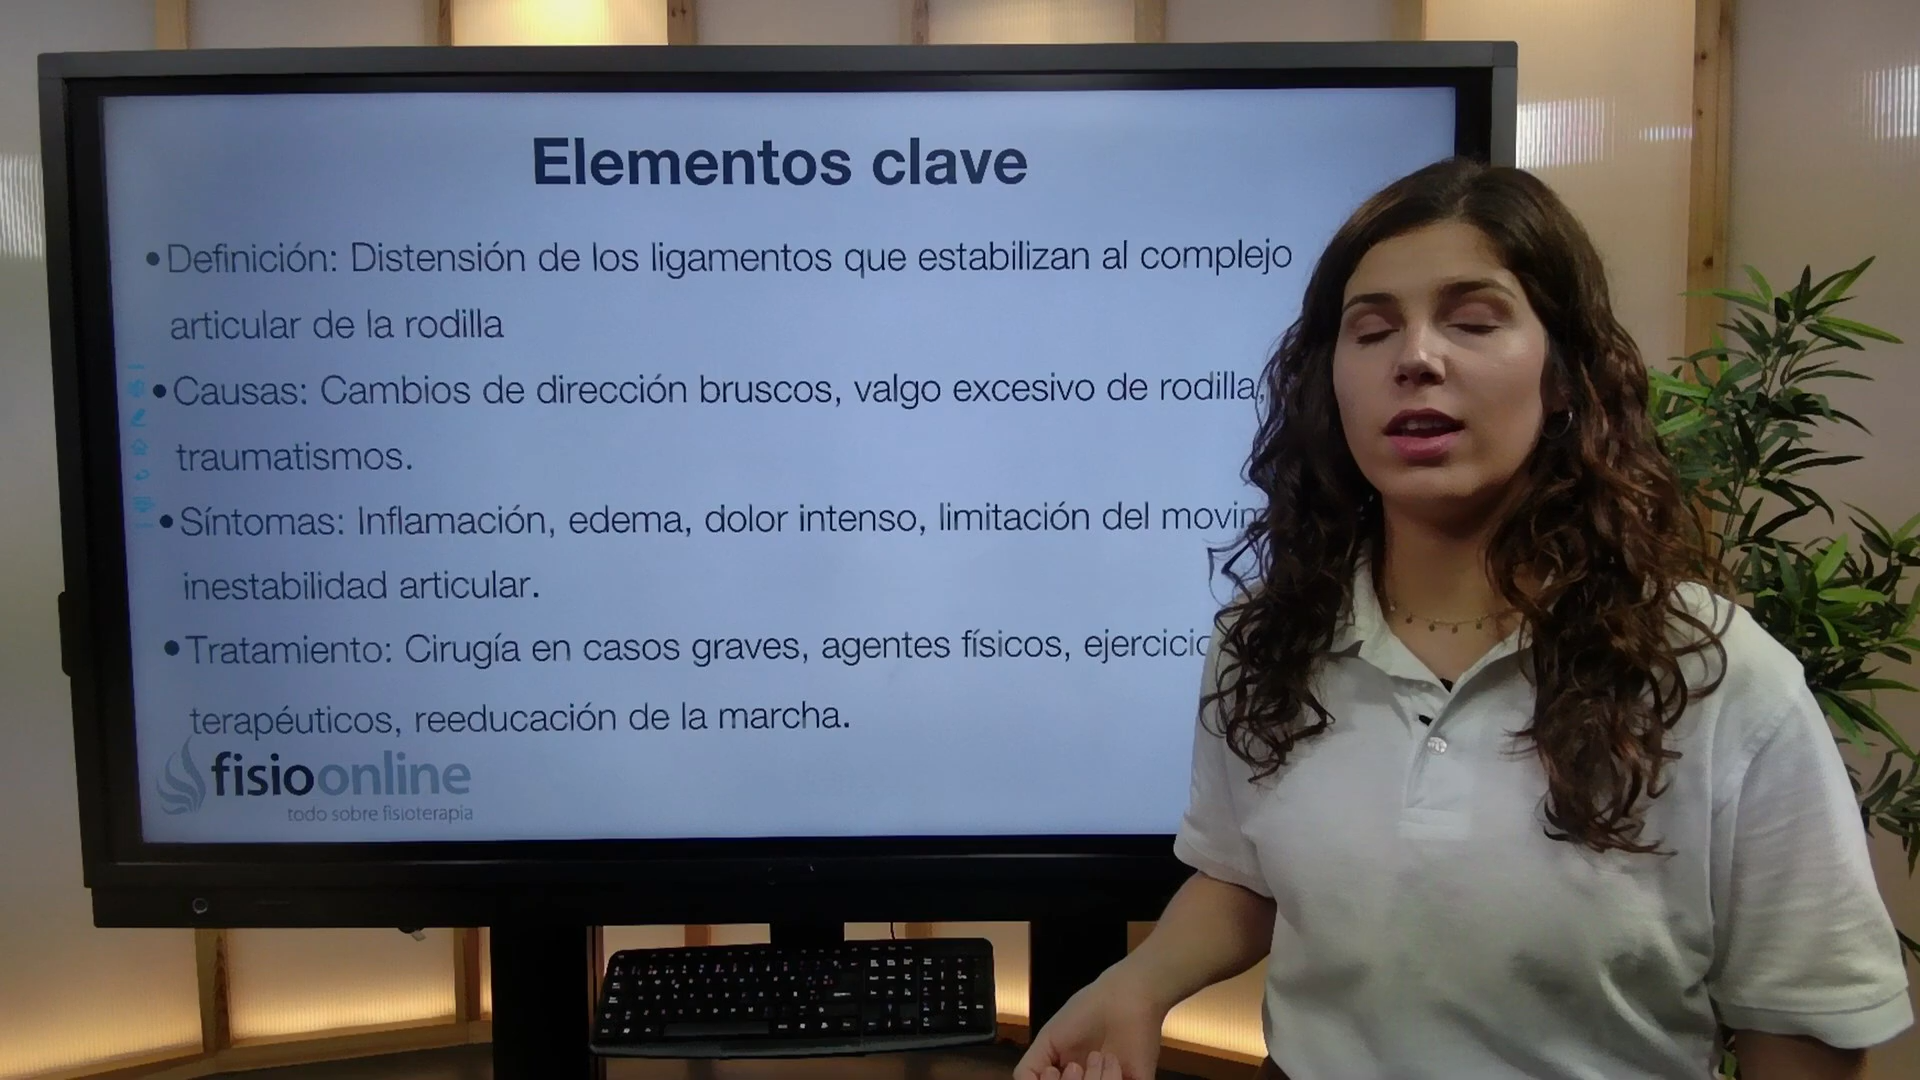 Elementos clave
• Definición: Distensión de los ligamentos que estabilizan al complejo
articular de la rodilla
• Causas: Cambios de dirección bruscos, valgo excesivo de rodilla,
traumatismos.
• Síntomas: Inflamación, edema, dolor intenso, limitación del
inestabilidad articular.
• Tratamiento: Cirugía en casos graves, agentes físicos,
terapéuticos, reeducación de la marcha.
fisioonline
todo sobre fisioterapia